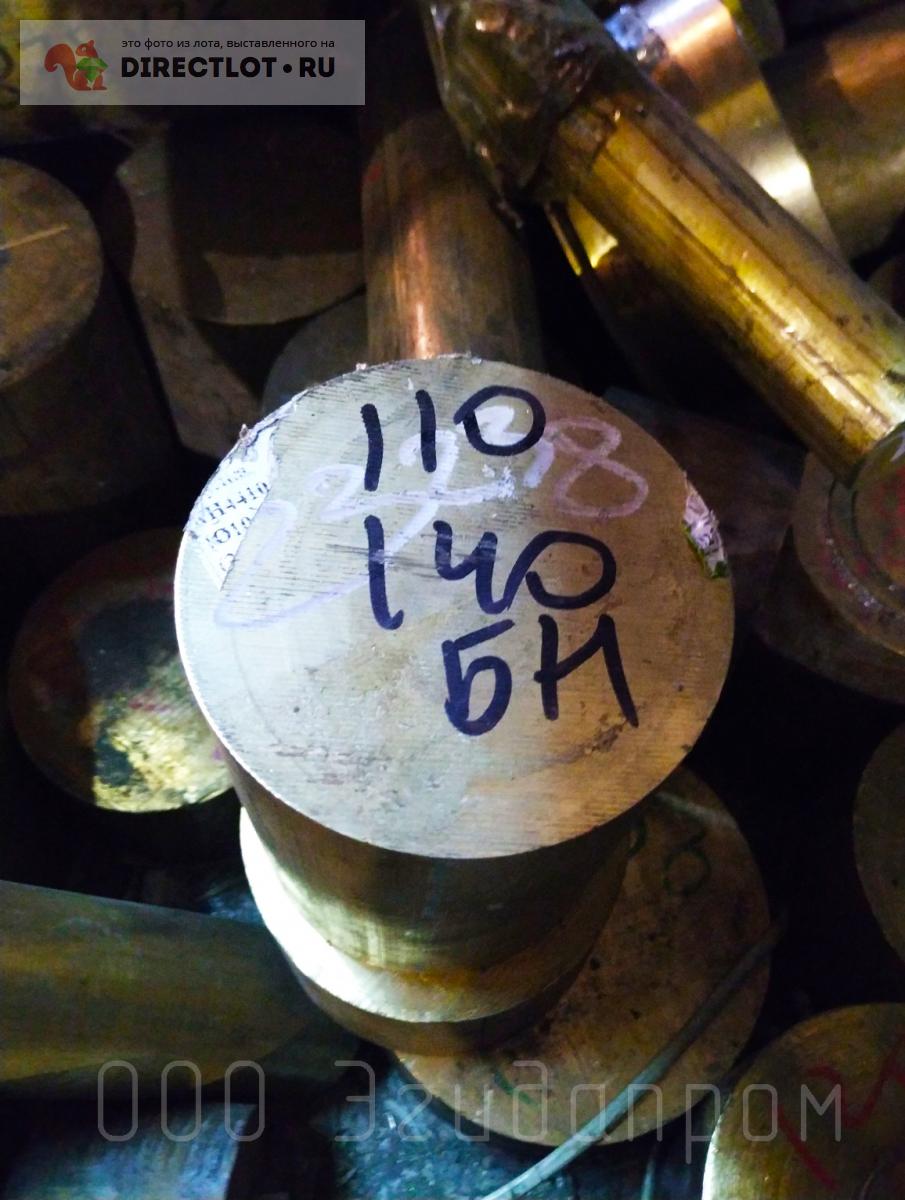 это фото из лота, выставленного на
DIRECTLOT•RU
110
140
БН
ООО Эгидапром